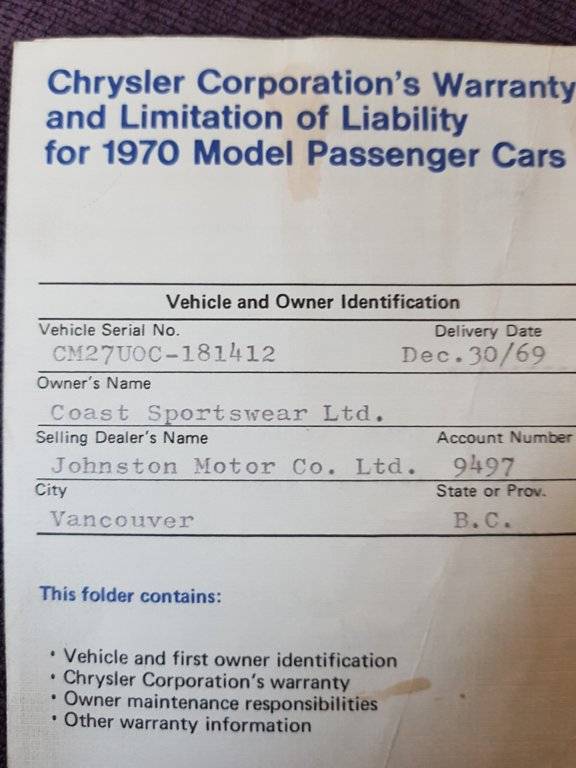 Chrysler Corporation's Warranty
and Limitation of Liability
for 1970 Model Passenger Cars
Vehicle and Owner Identification
Vehicle Serial No. Delivery Date
CM27U0C-181412 Dec.30/69
Owner's Name
Coast Sportswear Ltd.
Selling Dealer's Name Account Number
Johnston Motor Co. Ltd. 9497
City State or Prov.
Vancouver B.C.
This folder contains:
• Vehicle and first owner identification
• Chrysler Corporation's warranty
• Owner maintenance responsibilities
• Other warranty information